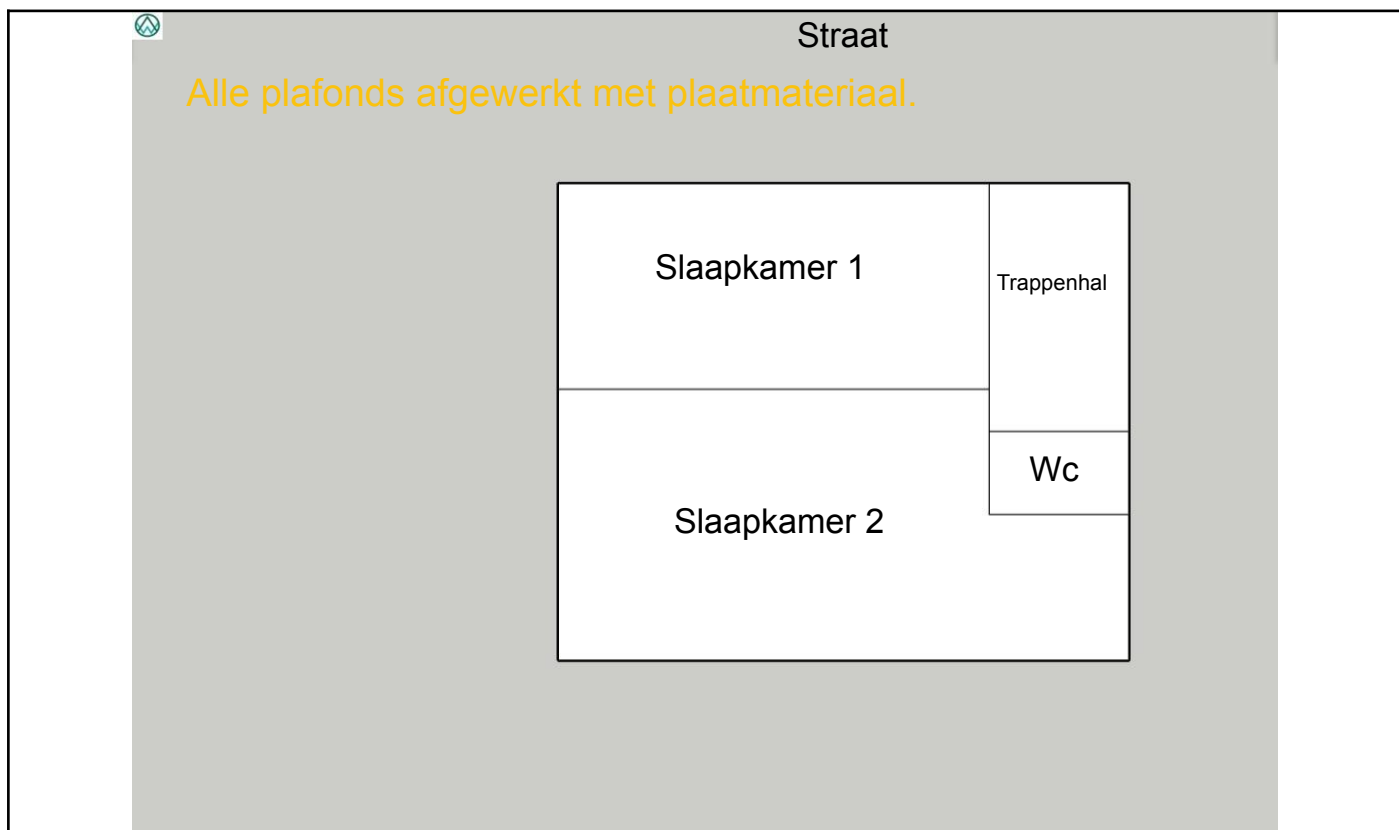 Straat
Alle plafonds afgewerkt met plaatmateriaal.
Slaapkamer 1
Trappenhal
Wc
Slaapkamer 2